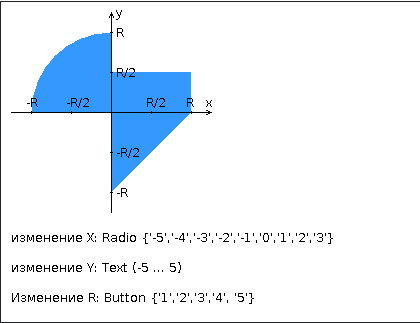 y
R
R/2
-R -R/2 R/2 R x
-R/2
-R
изменение X: Radio {'-5','-4','-3','-2','-1','0','1','2','3'}
изменение Y: Text (-5 ... 5)
Изменение R: Button {'1','2','3','4', '5'}